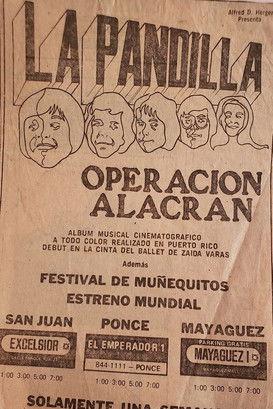 Alfred D. Herger
Presenta
LA PANDILLA
OPERACION
ALACRAN
ALBUM MUSICAL CINEMATOGRAFICO
A TODO COLOR REALIZADO EN PUERTO RICO
DEBUT EN LA CINTA DEL BALLET DE ZAIDA VARAS
Además
FESTIVAL DE MUÑEQUITOS
ESTRENO MUNDIAL
SAN JUAN PONCE MAYAGUEZ
EXCELSIOR EL EMPERADOR 1 PARKING GRATIS
MAYAGUEZ I
844-1111 - PONCE
1:00 3:00 5:00 7:00 1:00 3:00 5:00 7:00 1:00 3:00 5:00 7:00
SOLAMENTE UNA